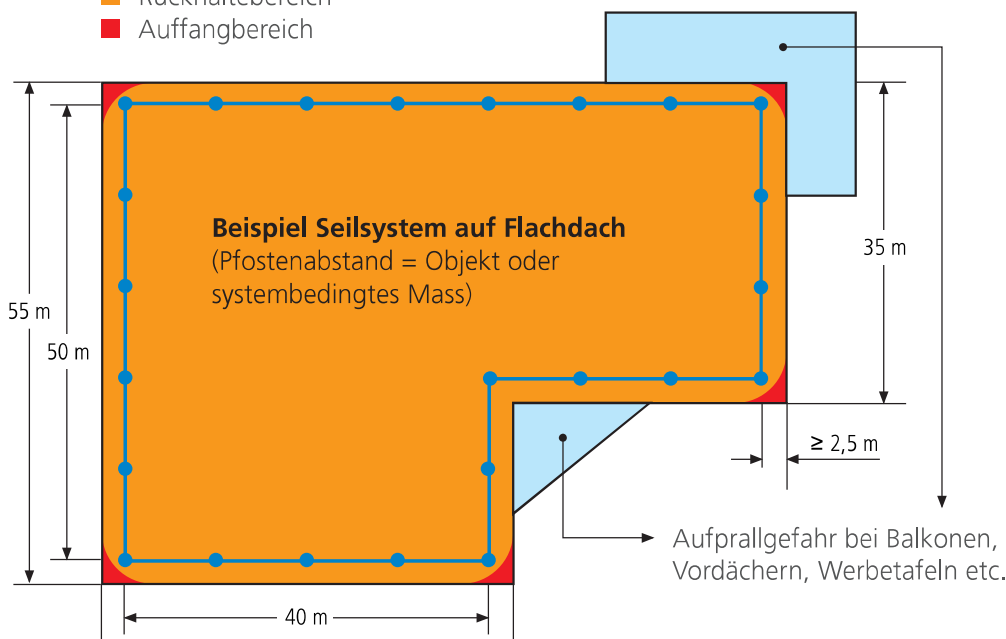 Rückhaltebereich
Auffangbereich
Beispiel Seilsystem auf Flachdach
(Pfostenabstand = Objekt oder
systembedingtes Mass)
55 m
50 m
35 m
≥ 2,5 m
40 m
Aufprallgefahr bei Balkonen,
Vordächern, Werbetafeln etc.